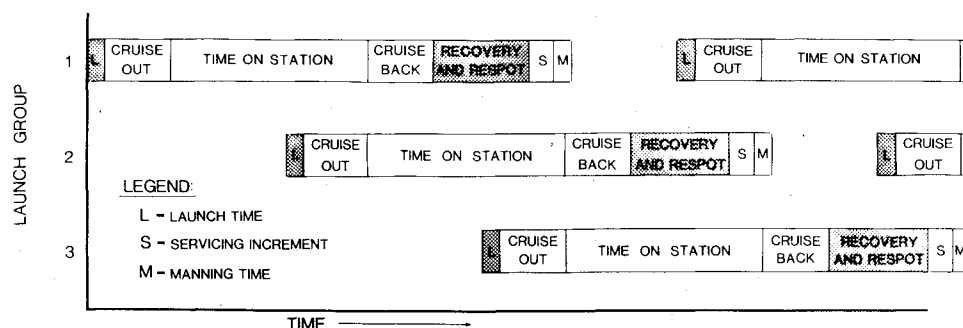 LAUNCH GROUP
1
L
CRUISE OUT
TIME ON STATION
CRUISE BACK
RECOVERY AND RESPOT
S
M
L
CRUISE OUT
TIME ON STATION
2
L
CRUISE OUT
TIME ON STATION
CRUISE BACK
RECOVERY AND RESPOT
S
M
L
CRUISE OUT
LEGEND:
L - LAUNCH TIME
S - SERVICING INCREMENT
M - MANNING TIME
3
L
CRUISE OUT
TIME ON STATION
CRUISE BACK
RECOVERY AND RESPOT
S
M
TIME